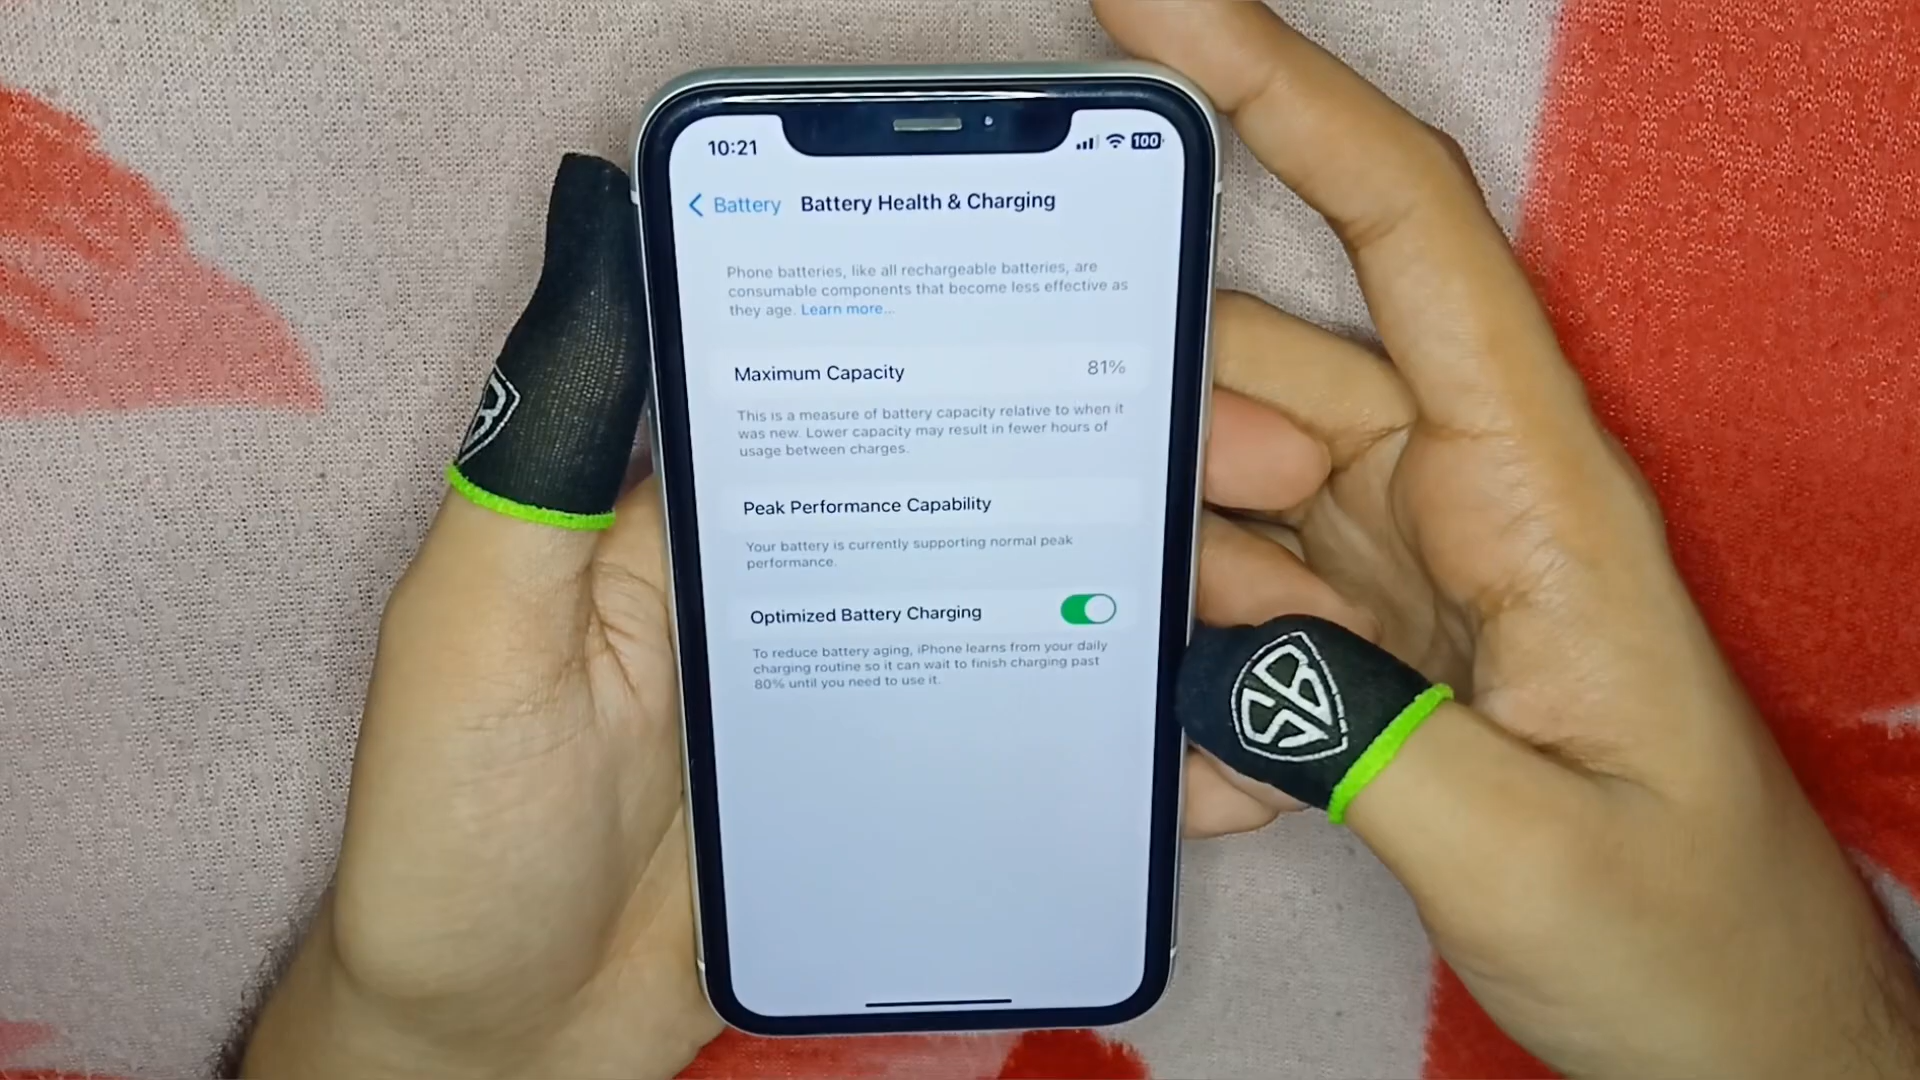 10:21
100
Battery
Battery Health & Charging
Phone batteries, like all rechargeable batteries, are
consumable components that become less effective as
they age. Learn more...
Maximum Capacity
81%
This is a measure of battery capacity relative to when it
was new. Lower capacity may result in fewer hours of
usage between charges.
Peak Performance Capability
Your battery is currently supporting normal peak
performance.
Optimized Battery Charging
To reduce battery aging, iPhone learns from your daily
charging routine so it can wait to finish charging past
80% until you need to use it.
SB